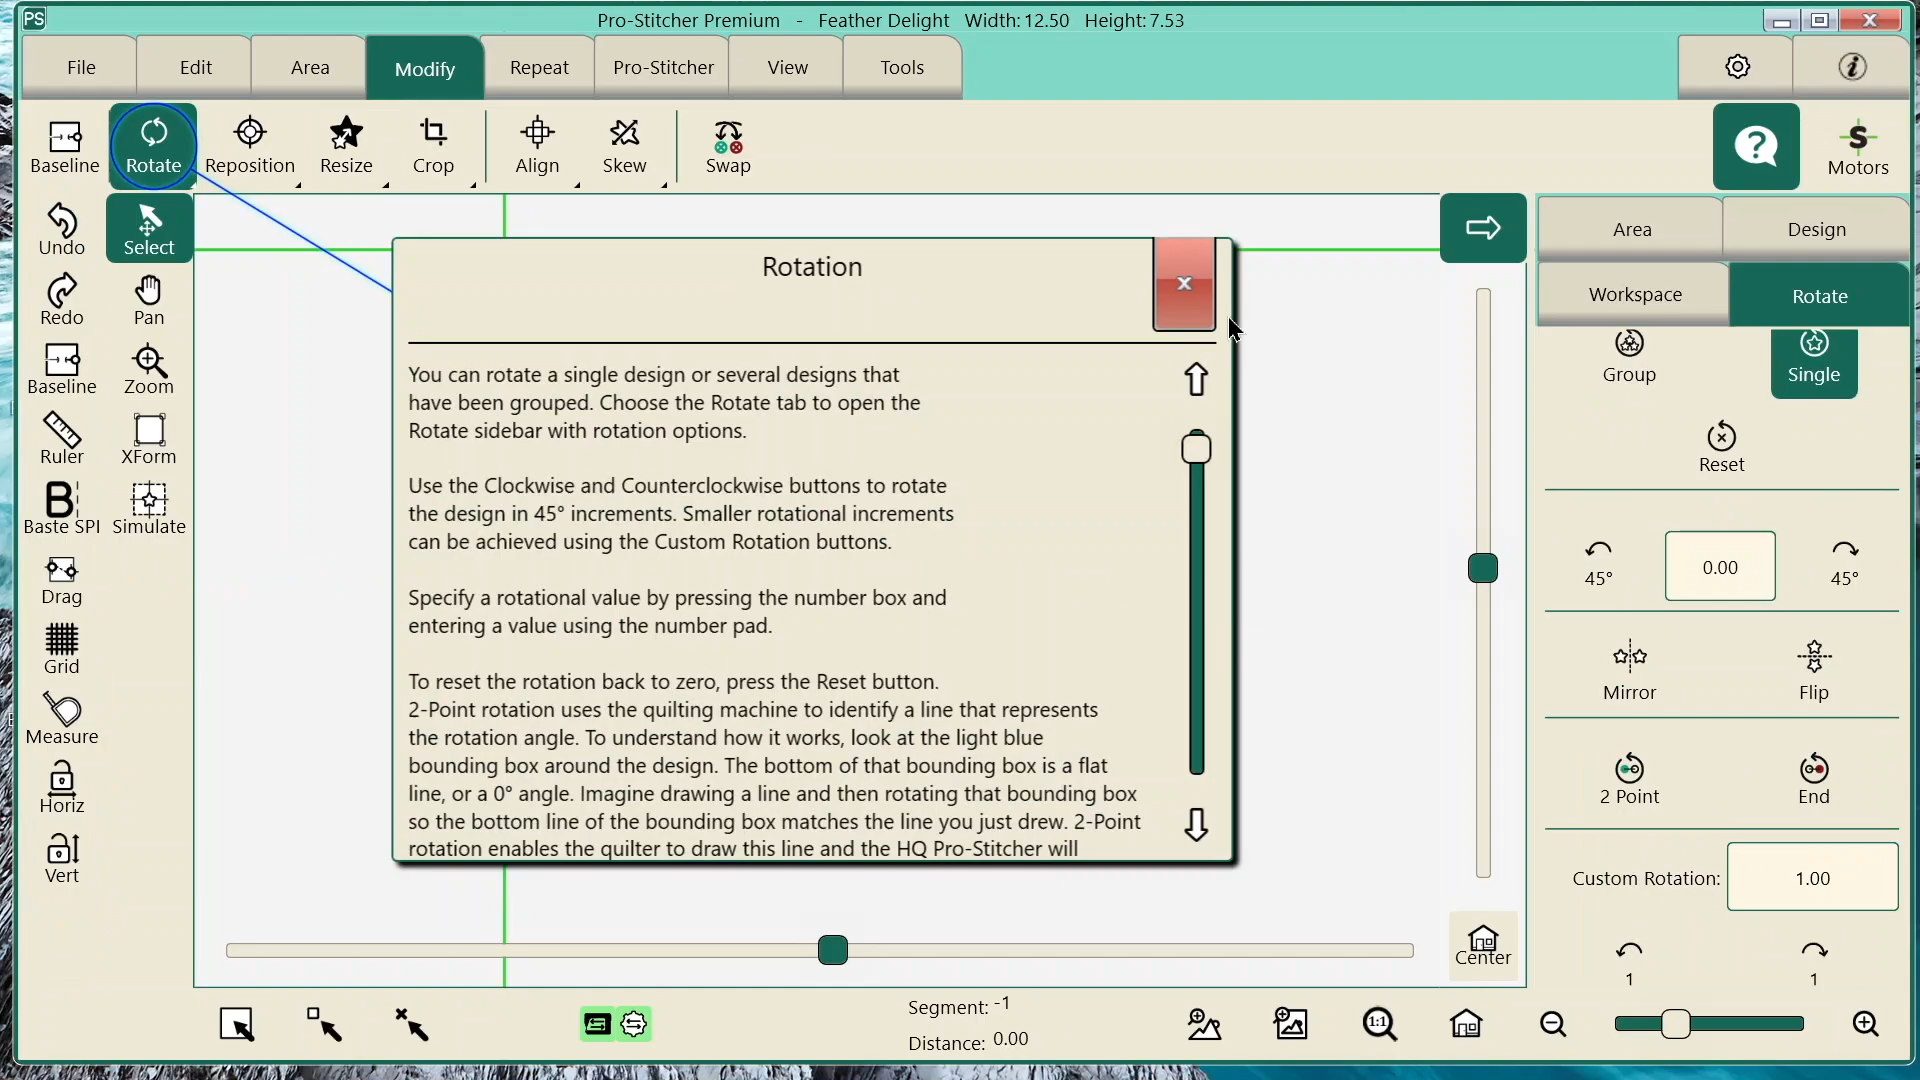 PS
Pro-Stitcher Premium - Feather Delight Width: 12.50 Height: 7.53
File
Edit
Area
Modify
Repeat
Pro-Stitcher
View
Tools
Baseline
Rotate
Reposition
Resize
Crop
Align
Skew
Swap
?
S
Motors
Undo
Select
Redo
Pan
Baseline
Zoom
Ruler
XForm
B
Baste SPI
Simulate
Drag
Grid
Measure
Horiz
Vert
Rotation
You can rotate a single design or several designs that
have been grouped. Choose the Rotate tab to open the
Rotate sidebar with rotation options.
Use the Clockwise and Counterclockwise buttons to rotate
the design in 45° increments. Smaller rotational increments
can be achieved using the Custom Rotation buttons.
Specify a rotational value by pressing the number box and
entering a value using the number pad.
To reset the rotation back to zero, press the Reset button.
2-Point rotation uses the quilting machine to identify a line that represents
the rotation angle. To understand how it works, look at the light blue
bounding box around the design. The bottom of that bounding box is a flat
line, or a 0° angle. Imagine drawing a line and then rotating that bounding box
so the bottom line of the bounding box matches the line you just drew. 2-Point
rotation enables the quilter to draw this line and the HQ Pro-Stitcher will
Center
Area
Design
Workspace
Rotate
Group
Single
Reset
45°
0.00
45°
Mirror
Flip
2 Point
End
Custom Rotation:
1.00
1
1
Segment: -1
Distance: 0.00
1:1